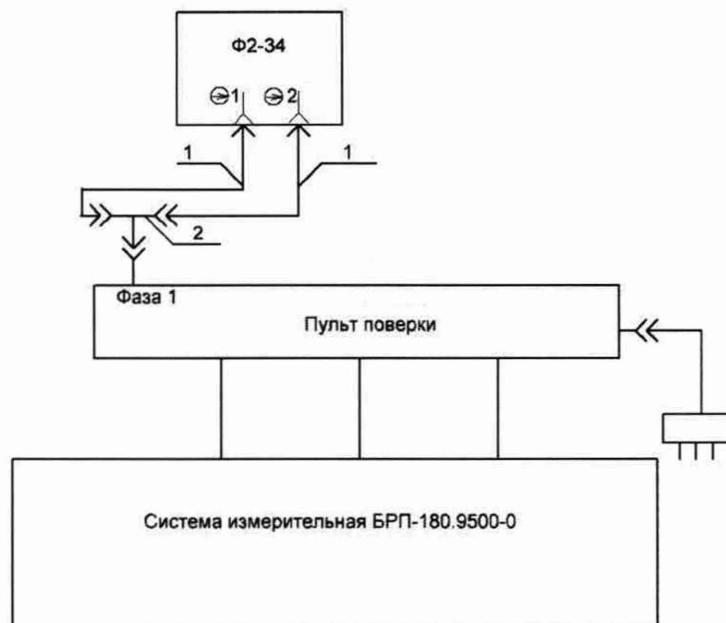 Ф2-34
1 2
1 1
2
Фаза 1
Пульт поверки
Система измерительная БРП-180.9500-0